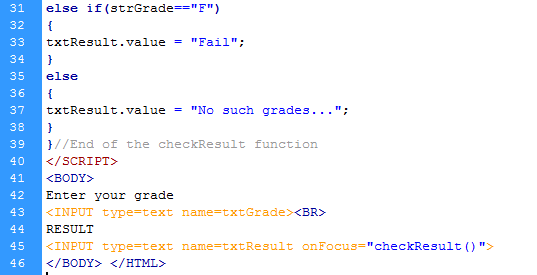 31 else if(strGrade=="F")
32 {
33 txtResult.value = "Fail";
34 }
35 else
36 {
37 txtResult.value = "No such grades...";
38 }
39 }//End of the checkResult function
40 </SCRIPT>
41 <BODY>
42 Enter your grade
43 <INPUT type=text name=txtGrade><BR>
44 RESULT
45 <INPUT type=text name=txtResult onFocus="checkResult()">
46 </BODY> </HTML>